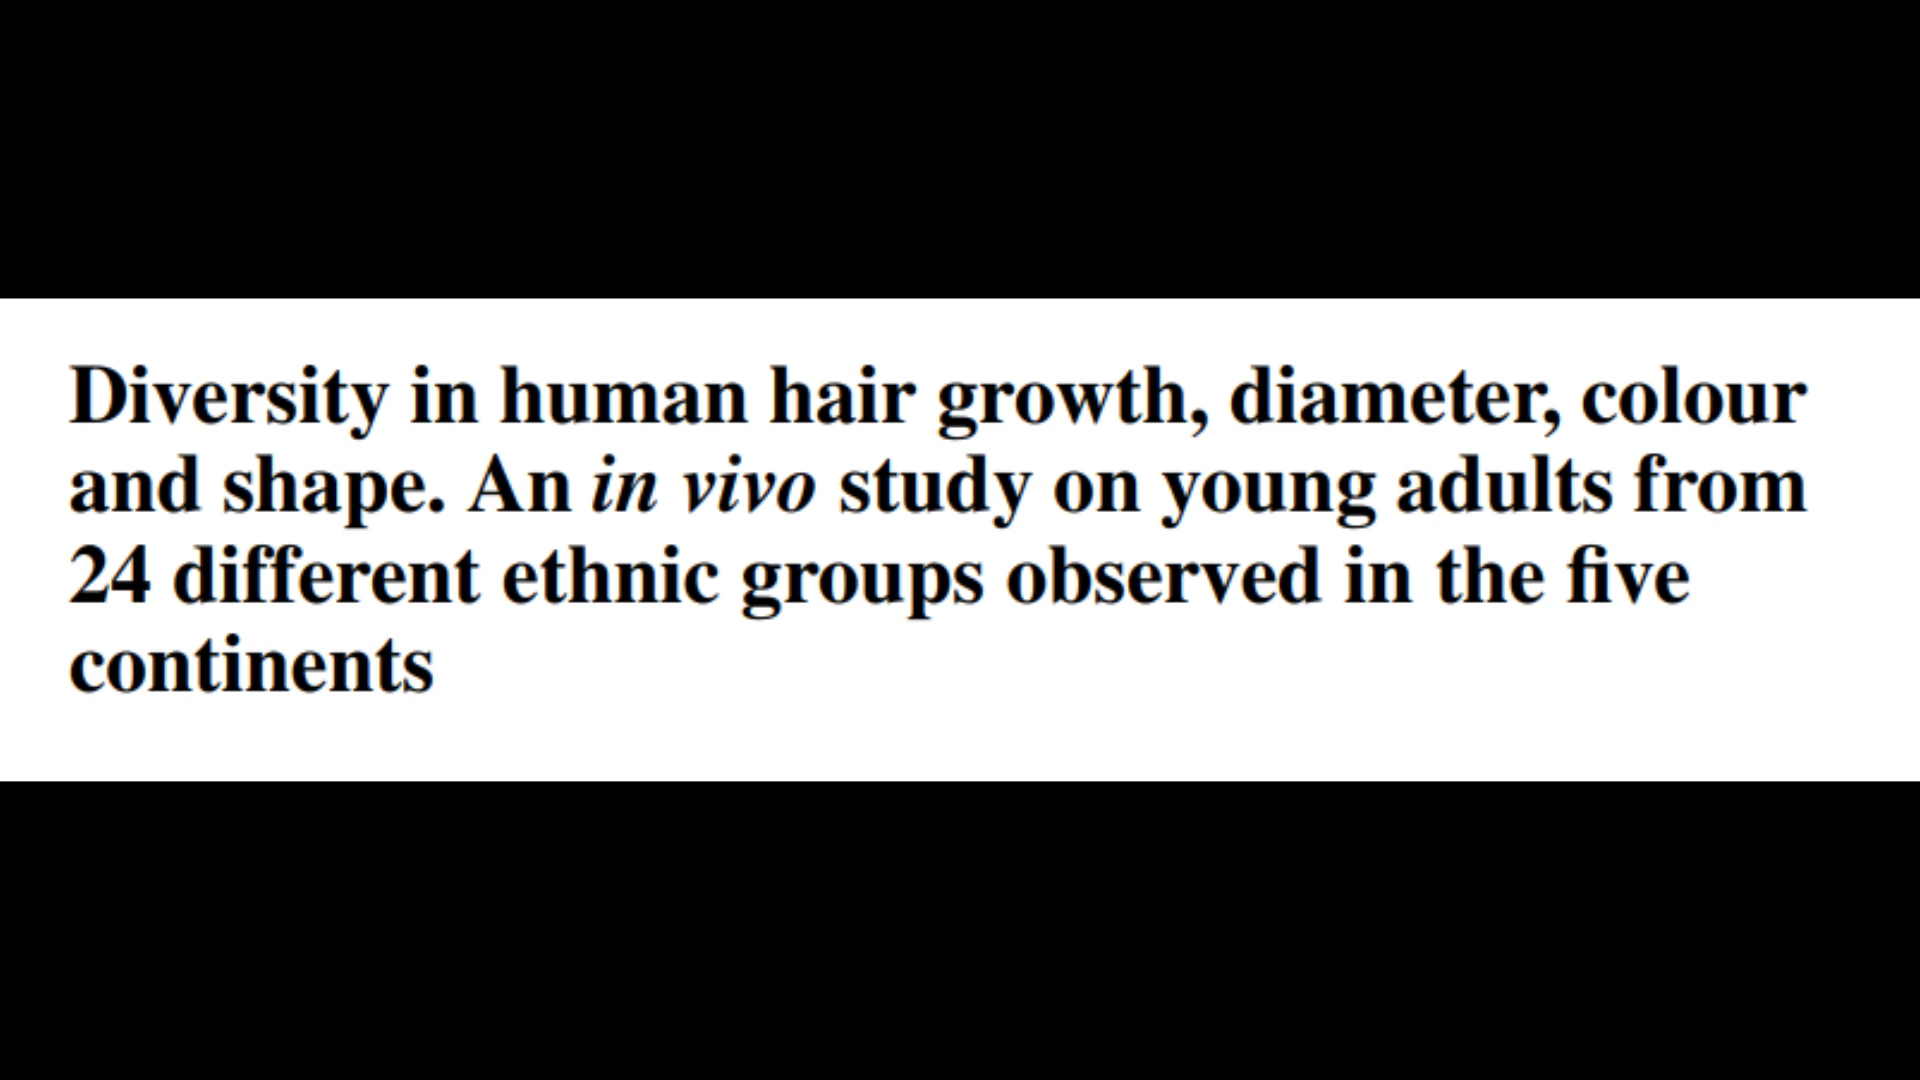 Diversity in human hair growth, diameter, colour
and shape. An in vivo study on young adults from
24 different ethnic groups observed in the five
continents